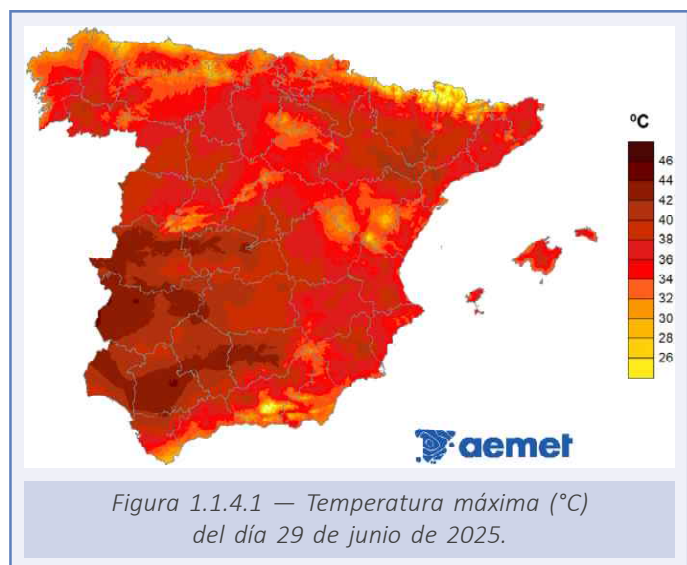 ºC
46
44
42
40
38
36
34
32
30
28
26
aemet
Figura 1.1.4.1 — Temperatura máxima (°C)
del día 29 de junio de 2025.